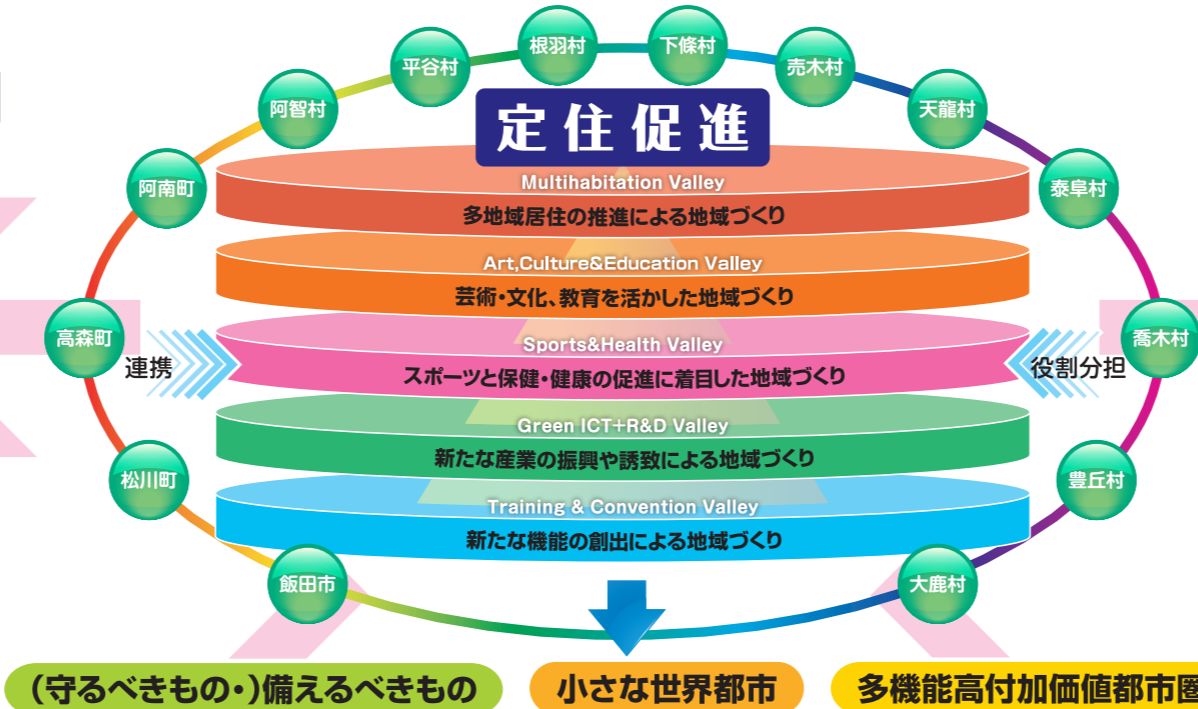 根羽村
下條村
平谷村
売木村
阿智村
天龍村
定住促進
阿南町
泰阜村
Multihabitation Valley
多地域居住の推進による地域づくり
Art,Culture&Education Valley
芸術・文化、教育を活かした地域づくり
高森町
喬木村
連携
役割分担
Sports&Health Valley
スポーツと保健・健康の促進に着目した地域づくり
Green ICT+R&D Valley
新たな産業の振興や誘致による地域づくり
松川町
豊丘村
Training & Convention Valley
新たな機能の創出による地域づくり
飯田市
大鹿村
(守るべきもの・)備えるべきもの
小さな世界都市
多機能高付加価値都市圏